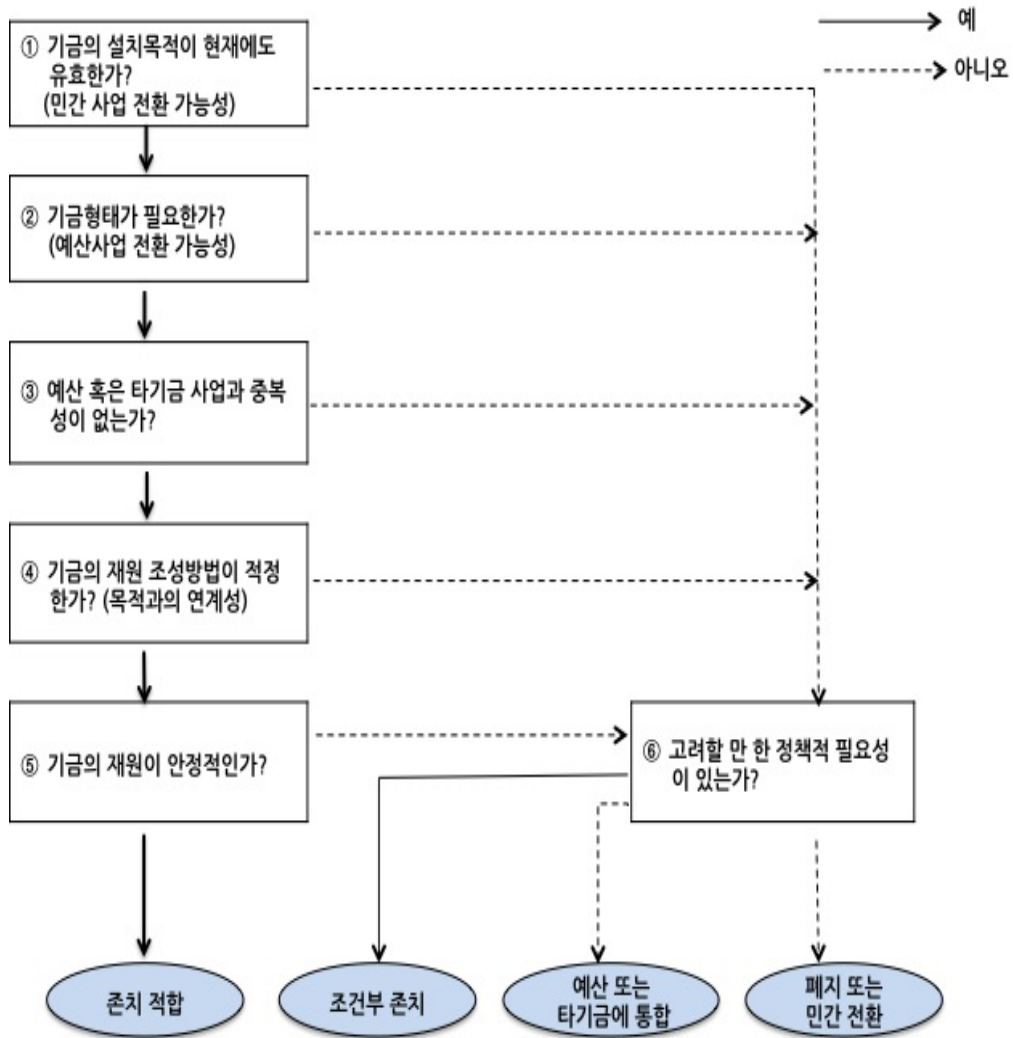 예
아니오
① 기금의 설치목적이 현재에도
유효한가?
(민간 사업 전환 가능성)
② 기금형태가 필요한가?
(예산사업 전환 가능성)
③ 예산 혹은 타기금 사업과 중복
성이 없는가?
④ 기금의 재원 조성방법이 적정
한가? (목적과의 연계성)
⑤ 기금의 재원이 안정적인가?
⑥ 고려할 만 한 정책적 필요성
이 있는가?
존치 적합
조건부 존치
예산 또는
타기금에 통합
폐지 또는
민간 전환